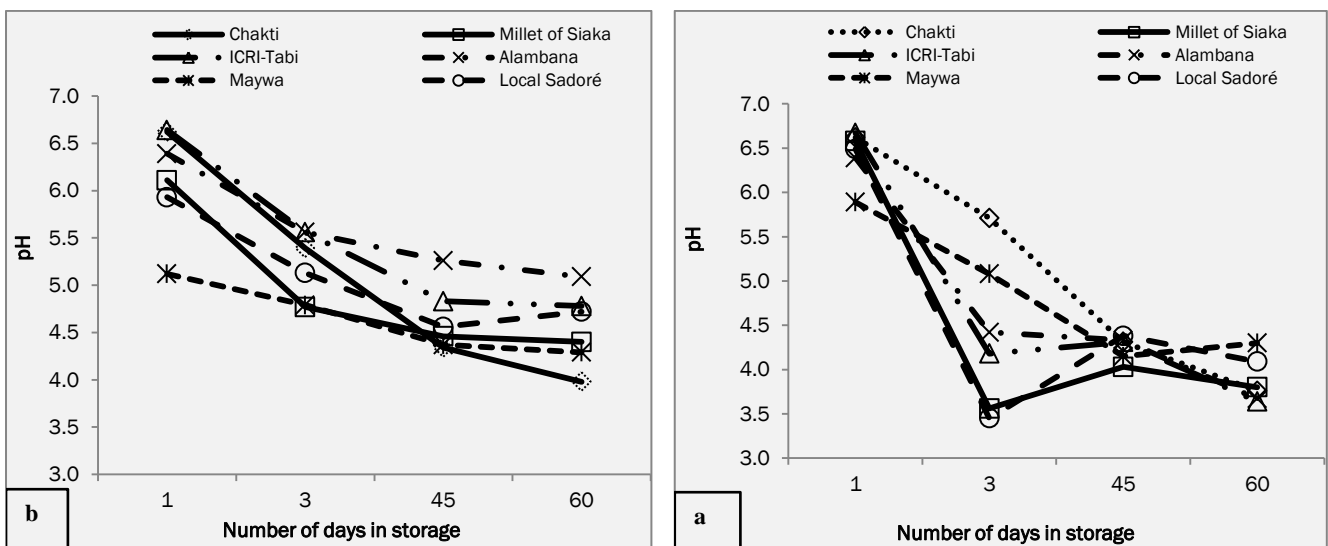 Chakti Millet of Siaka
ICRI-Tabi Alambana
Maywa Local Sadoré
7.0
6.5
6.0
5.5
5.0
4.5
4.0
3.5
3.0
pH
1 3 45 60
Number of days in storage
b
Chakti Millet of Siaka
ICRI-Tabi Alambana
Maywa Local Sadoré
7.0
6.5
6.0
5.5
5.0
4.5
4.0
3.5
3.0
pH
1 3 45 60
Number of days in storage
a